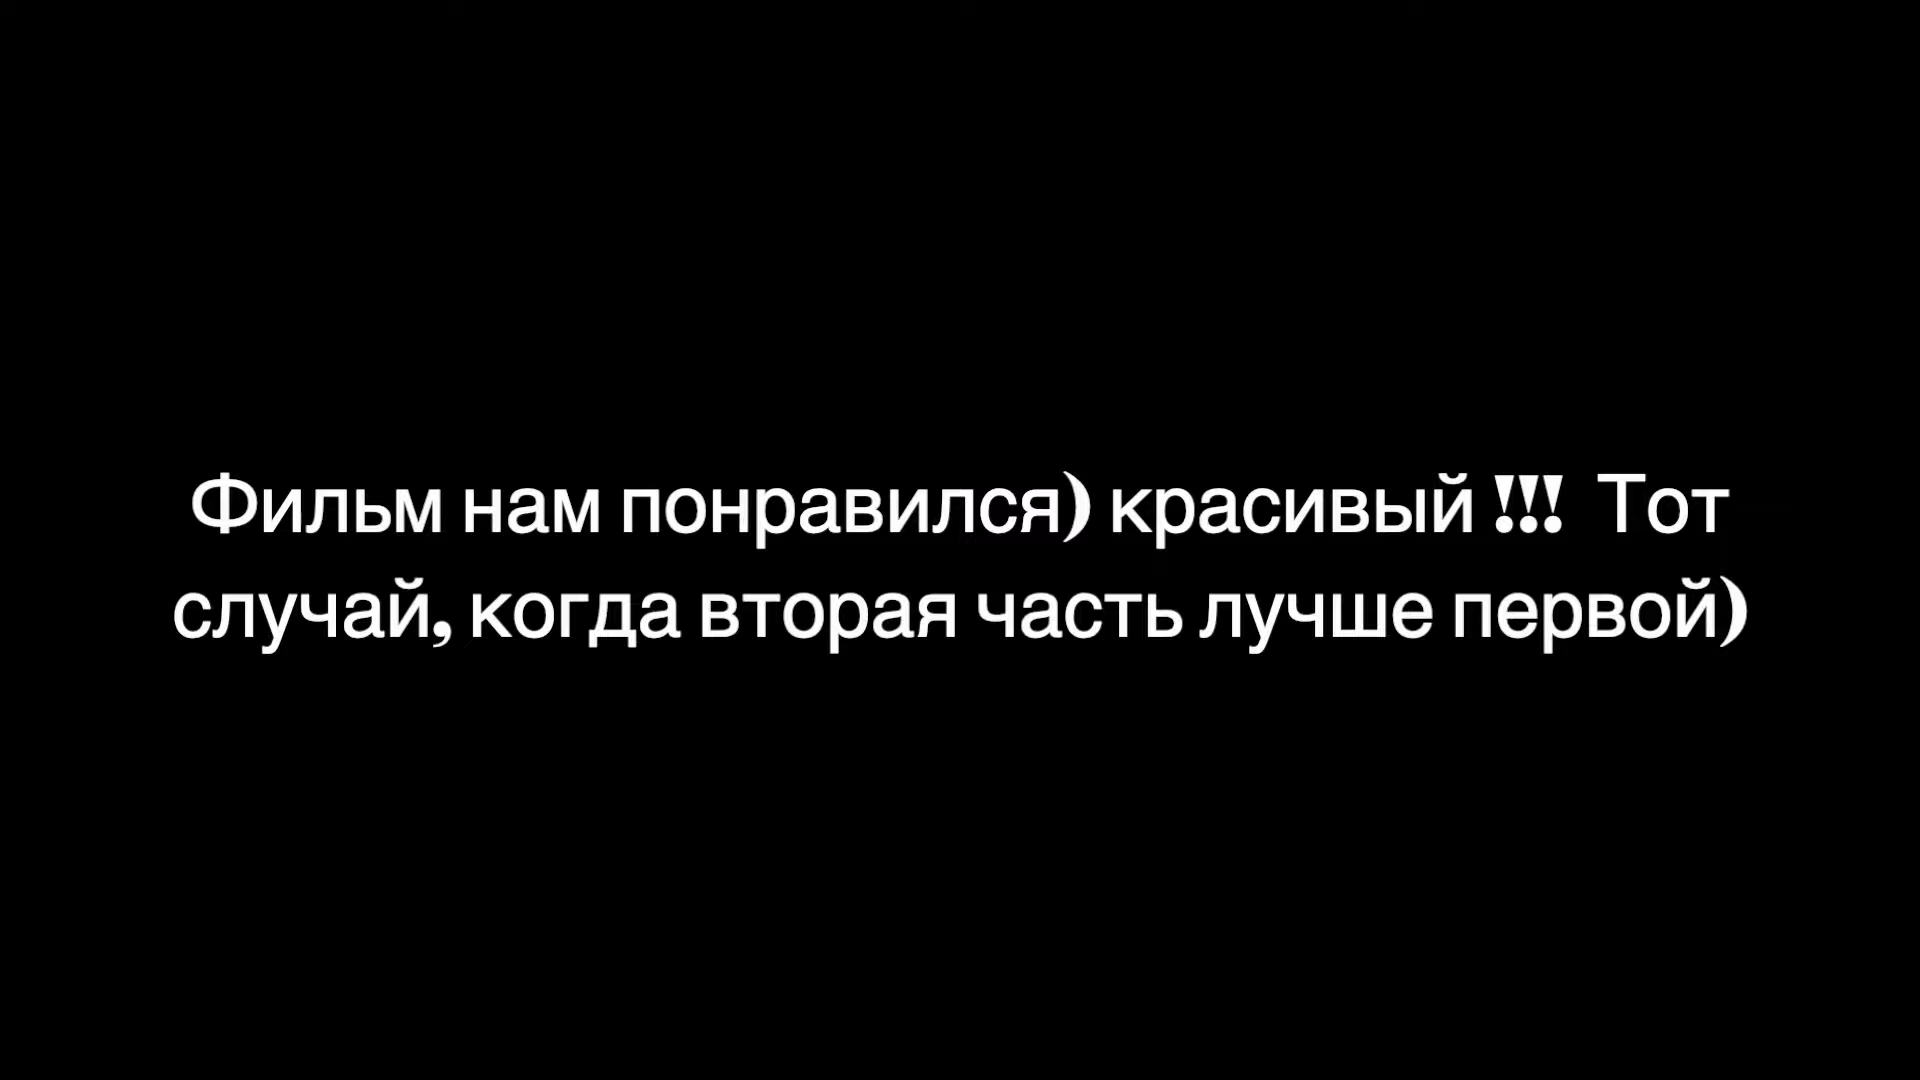 Фильм нам понравился) красивый !!!  Тот
случай, когда вторая часть лучше первой)